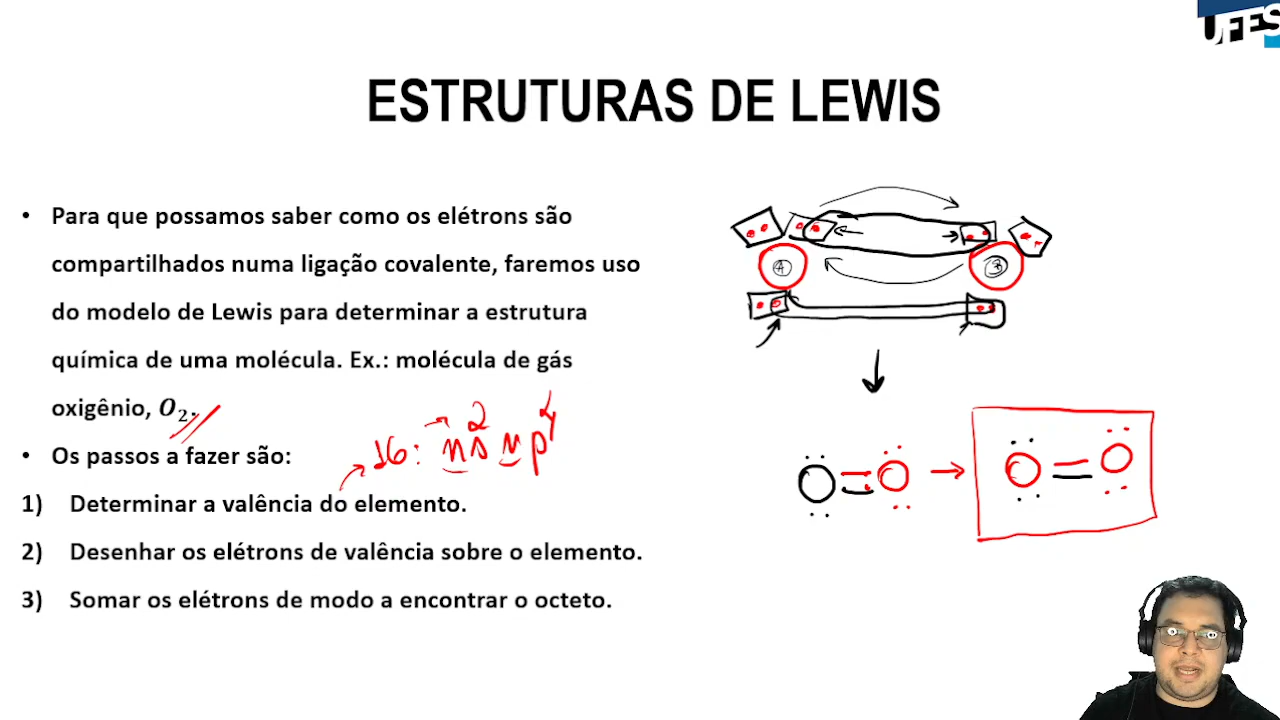 UFES
ESTRUTURAS DE LEWIS
• Para que possamos saber como os elétrons são
compartilhados numa ligação covalente, faremos uso
do modelo de Lewis para determinar a estrutura
química de uma molécula. Ex.: molécula de gás
oxigênio, O₂.
• Os passos a fazer são:
16: ns² np⁴
1) Determinar a valência do elemento.
2) Desenhar os elétrons de valência sobre o elemento.
3) Somar os elétrons de modo a encontrar o octeto.
A B
O = O → O = O